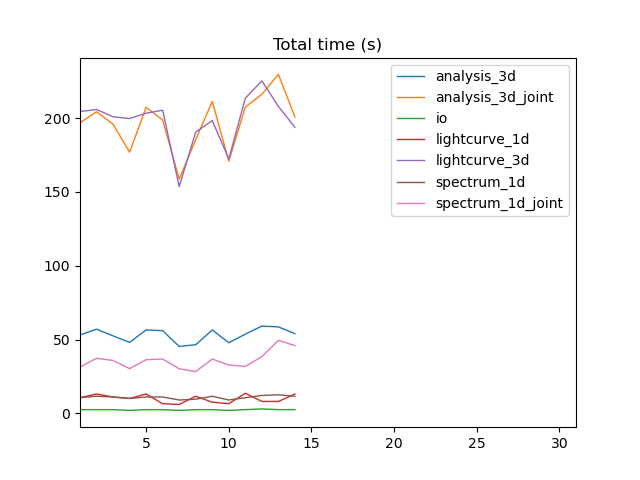 Total time (s)
analysis_3d
analysis_3d_joint
io
lightcurve_1d
lightcurve_3d
spectrum_1d
spectrum_1d_joint
200
150
100
50
0
5 10 15 20 25 30